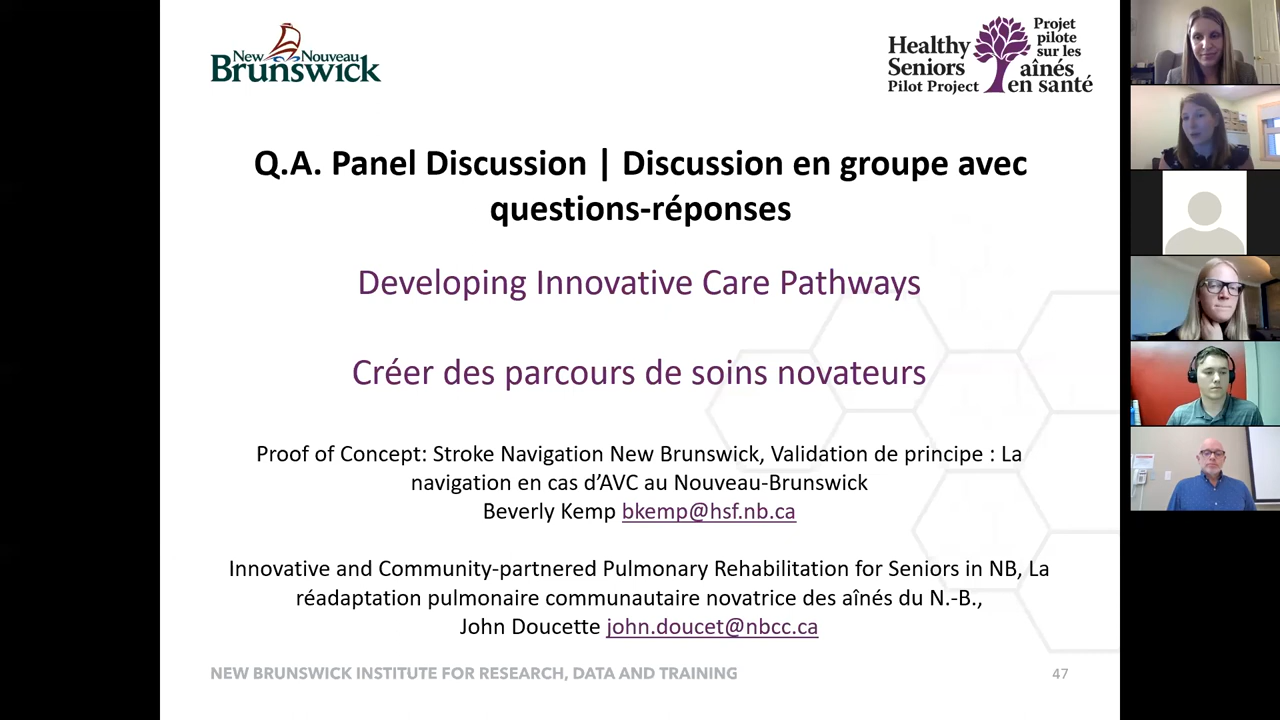 New Nouveau
Brunswick
Healthy
Seniors
Pilot Project
Projet
pilote
sur les
aînés
en santé
Q.A. Panel Discussion | Discussion en groupe avec
questions-réponses
Developing Innovative Care Pathways
Créer des parcours de soins novateurs
Proof of Concept: Stroke Navigation New Brunswick, Validation de principe : La
navigation en cas d’AVC au Nouveau-Brunswick
Beverly Kemp bkemp@hsf.nb.ca
Innovative and Community-partnered Pulmonary Rehabilitation for Seniors in NB, La
réadaptation pulmonaire communautaire novatrice des aînés du N.-B.,
John Doucette john.doucet@nbcc.ca
NEW BRUNSWICK INSTITUTE FOR RESEARCH, DATA AND TRAINING
47